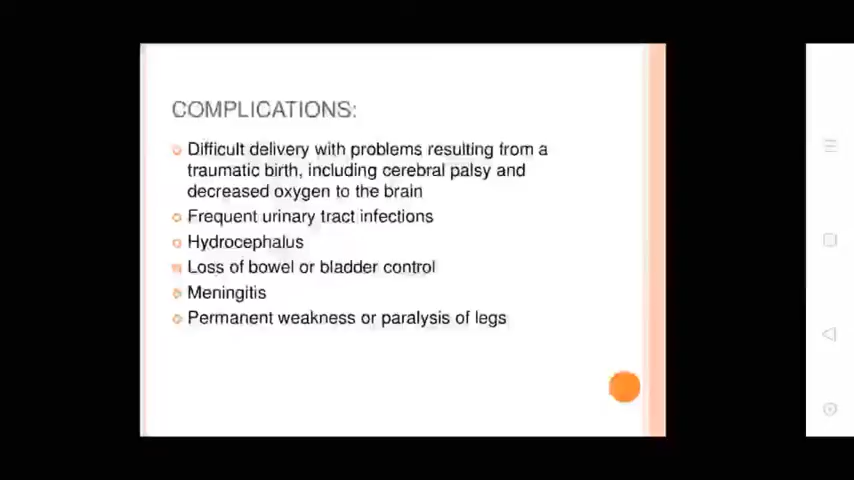 COMPLICATIONS:
Difficult delivery with problems resulting from a
traumatic birth, including cerebral palsy and
decreased oxygen to the brain
Frequent urinary tract infections
Hydrocephalus
Loss of bowel or bladder control
Meningitis
Permanent weakness or paralysis of legs